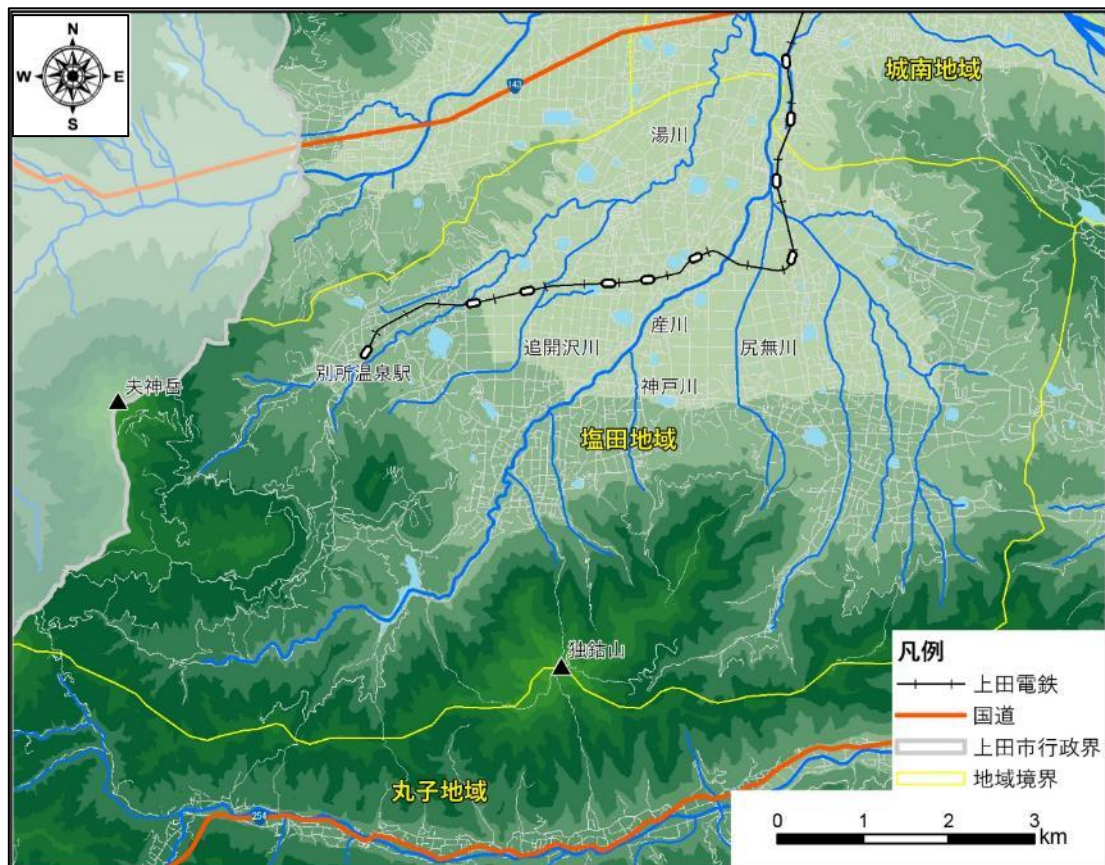 N
W
E
S
143
城南地域
湯川
産川
追開沢川
尻無川
別所温泉駅
神戸川
夫神岳
塩田地域
独鈷山
丸子地域
254
凡例
上田電鉄
国道
上田市行政界
地域境界
0 1 2 3
km